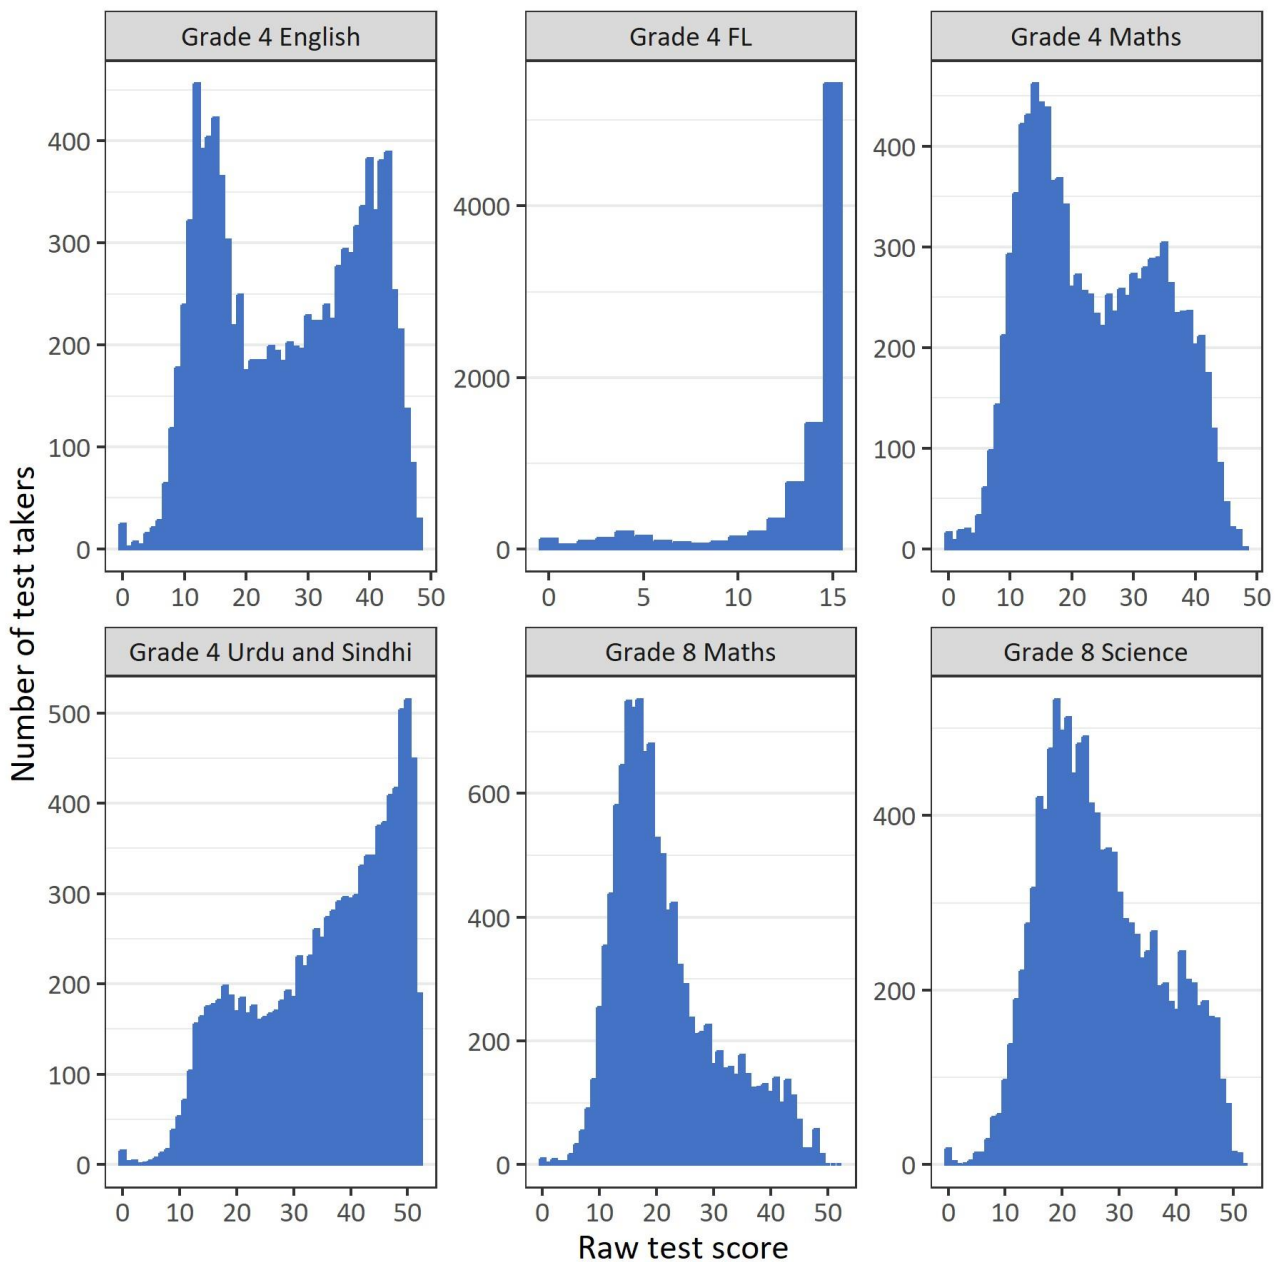 Grade 4 English
Grade 4 FL
Grade 4 Maths
400
300
200
100
0
0 10 20 30 40 50
4000
2000
0
0 5 10 15
400
300
200
100
0
0 10 20 30 40 50
Number of test takers
Grade 4 Urdu and Sindhi
Grade 8 Maths
Grade 8 Science
500
400
300
200
100
0
0 10 20 30 40 50
600
400
200
0
0 10 20 30 40 50
400
200
0
0 10 20 30 40 50
Raw test score